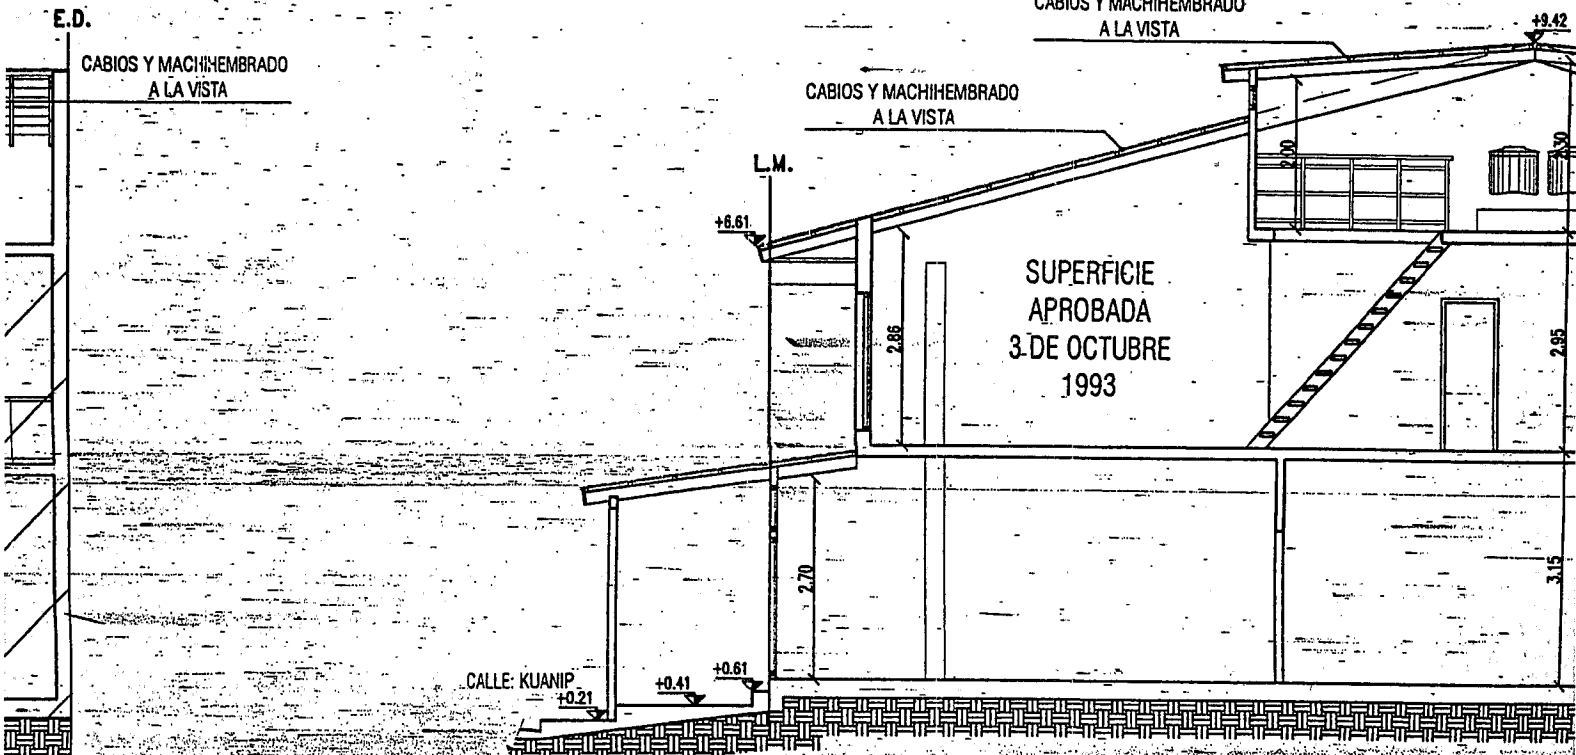 E.D.
CABIOS Y MACHIHEMBRADO
A LA VISTA
CABIOS Y MACHIHEMBRADO
A LA VISTA
+9.42
CABIOS Y MACHIHEMBRADO
A LA VISTA
L.M.
+6.61
2.00
2.30
SUPERFICIE
APROBADA
3 DE OCTUBRE
1993
2.86
2.95
2.70
3.15
CALLE: KUANIP
+0.21
+0.41
+0.61